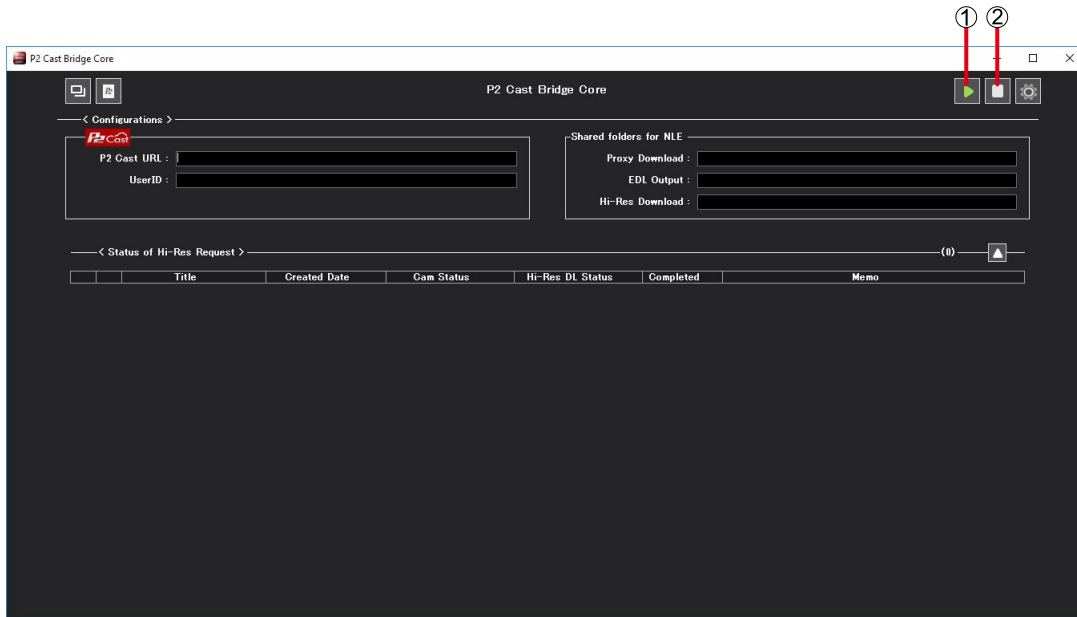 ① ②
P2 Cast Bridge Core
P2 Cast Bridge Core
< Configurations >
P2 Cast
P2 Cast URL :
UserID :
Shared folders for NLE
Proxy Download :
EDL Output :
Hi-Res Download :
< Status of Hi-Res Request > (0)
Title Created Date Cam Status Hi-Res DL Status Completed Memo